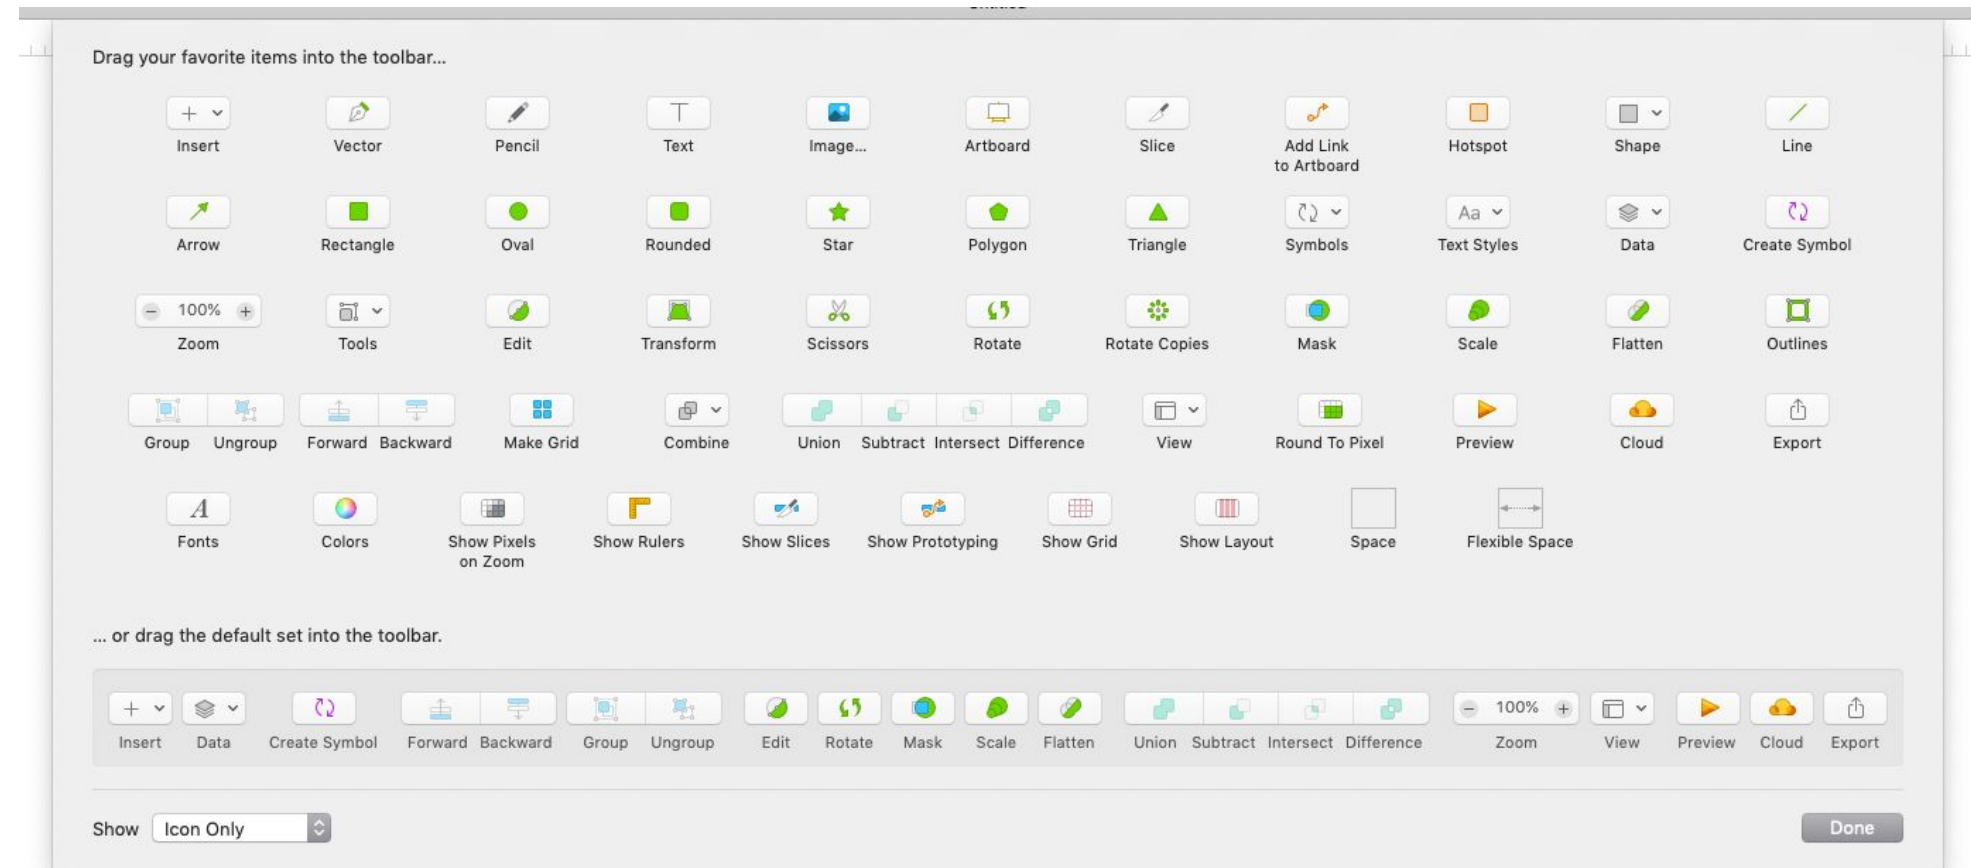 Untitled
Drag your favorite items into the toolbar...
Insert Vector Pencil Text Image... Artboard Slice Add Link Hotspot Shape Line
to Artboard
Aa
Arrow Rectangle Oval Rounded Star Polygon Triangle Symbols Text Styles Data Create Symbol
100%
Zoom Tools Edit Transform Scissors Rotate Rotate Copies Mask Scale Flatten Outlines
Group Ungroup Forward Backward Make Grid Combine Union Subtract Intersect Difference View Round To Pixel Preview Cloud Export
A
Fonts Colors Show Pixels Show Rulers Show Slices Show Prototyping Show Grid Show Layout Space Flexible Space
on Zoom
... or drag the default set into the toolbar.
100%
Insert Data Create Symbol Forward Backward Group Ungroup Edit Rotate Mask Scale Flatten Union Subtract Intersect Difference Zoom View Preview Cloud Export
Show Icon Only Done